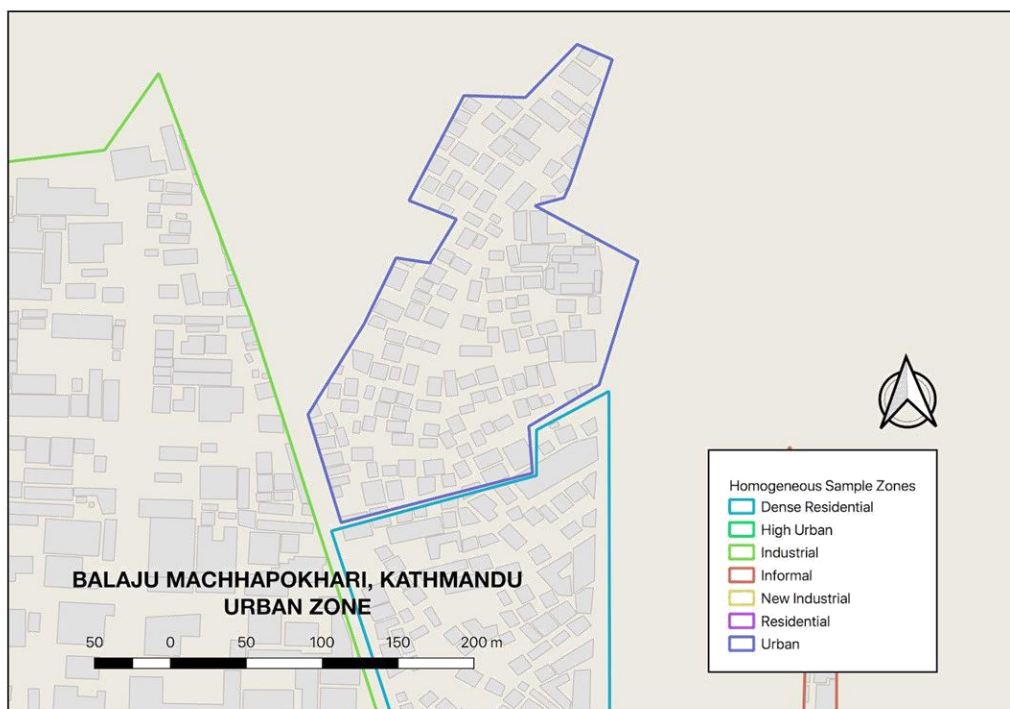 BALAJU MACHHAPOKHARI, KATHMANDU
URBAN ZONE
50 0 50 100 150 200 m
Homogeneous Sample Zones
Dense Residential
High Urban
Industrial
Informal
New Industrial
Residential
Urban